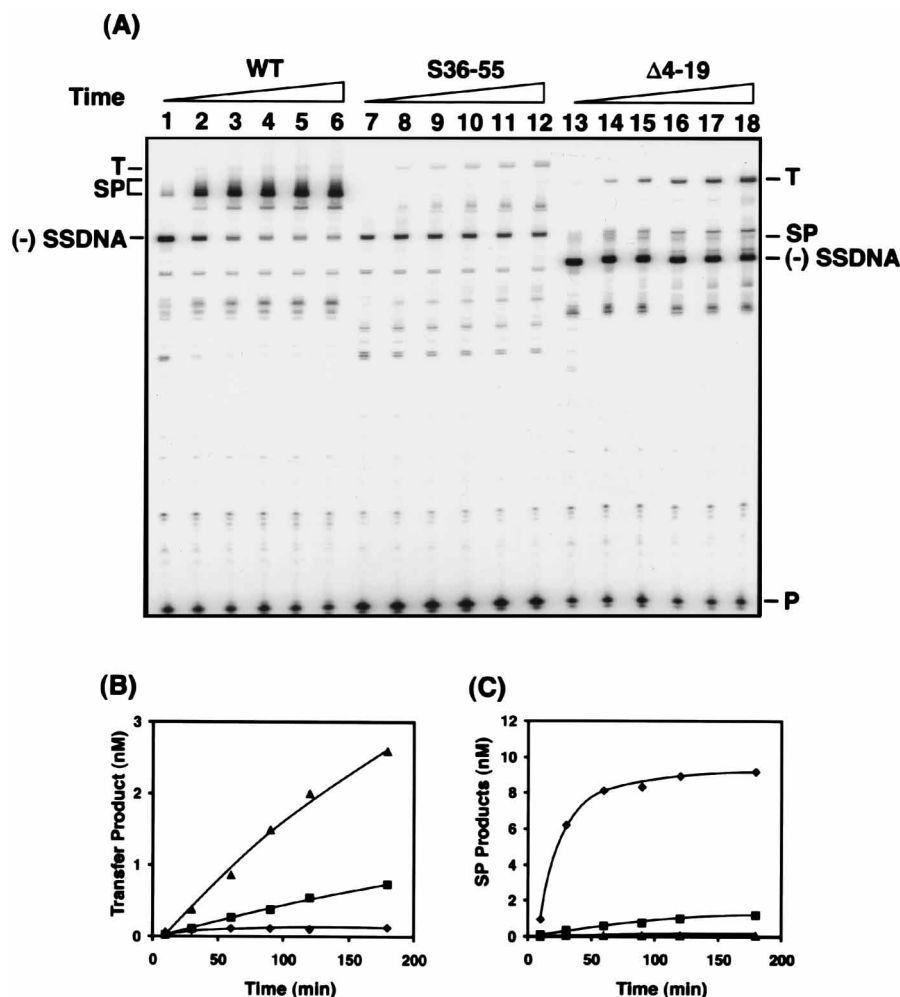 (A)
WT S36-55 Δ4-19
Time
1 2 3 4 5 6 7 8 9 10 11 12 13 14 15 16 17 18
T
SP
(-) SSDNA
T
SP
(-) SSDNA
P
(B)
Transfer Product (nM)
3
2
1
0
0 50 100 150 200
Time (min)
(C)
SP Products (nM)
12
10
8
6
4
2
0
0 50 100 150 200
Time (min)